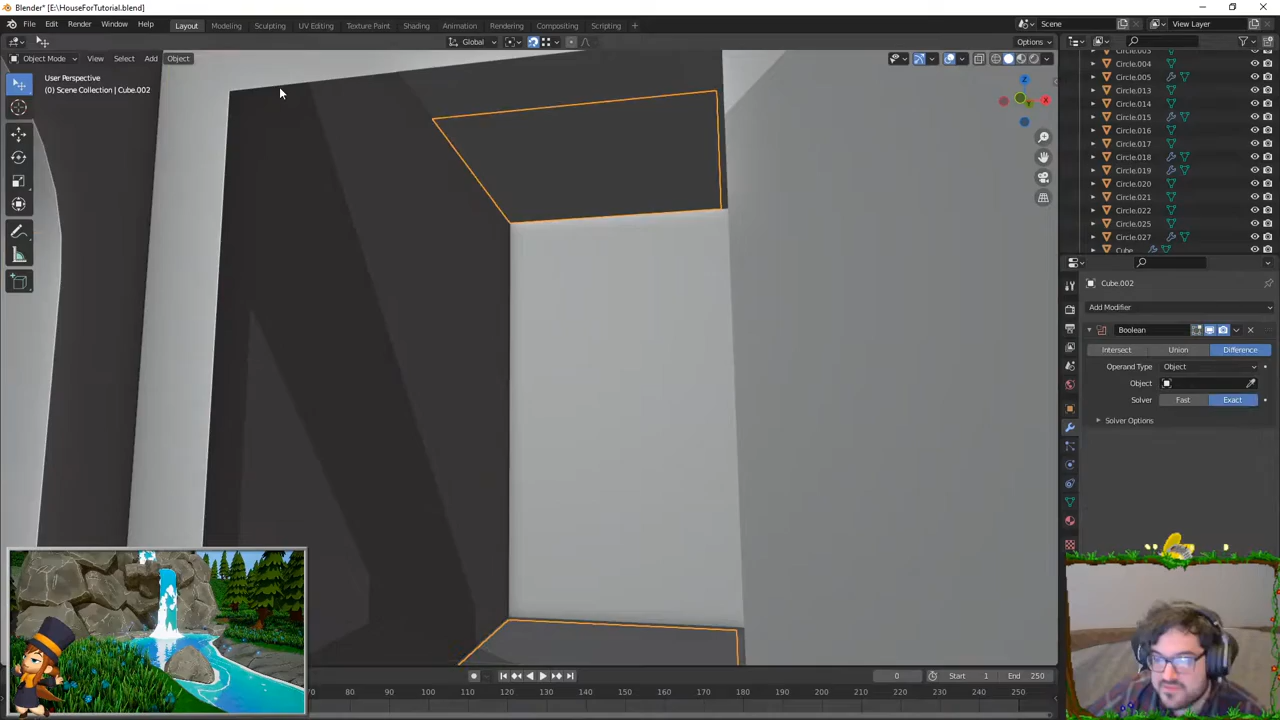 Blender* [E:\HouseForTutorial.blend]
File Edit Render Window Help Layout Modeling Sculpting UV Editing Texture Paint Shading Animation Rendering Compositing Scripting + Scene View Layer
Global Options
Object Mode View Select Add Object
User Perspective
(0) Scene Collection | Cube.002
Z
X
Circle.003
Circle.004
Circle.005
Circle.013
Circle.014
Circle.015
Circle.016
Circle.017
Circle.018
Circle.019
Circle.020
Circle.021
Circle.022
Circle.025
Circle.027
Cube
Cube.002
Add Modifier
Boolean
Intersect Union Difference
Operand Type Object
Object
Solver Fast Exact
Solver Options
0 Start 1 End 250
70 80 90 100 110 120 130 140 150 160 170 180 190 200 210 220 230 240 250